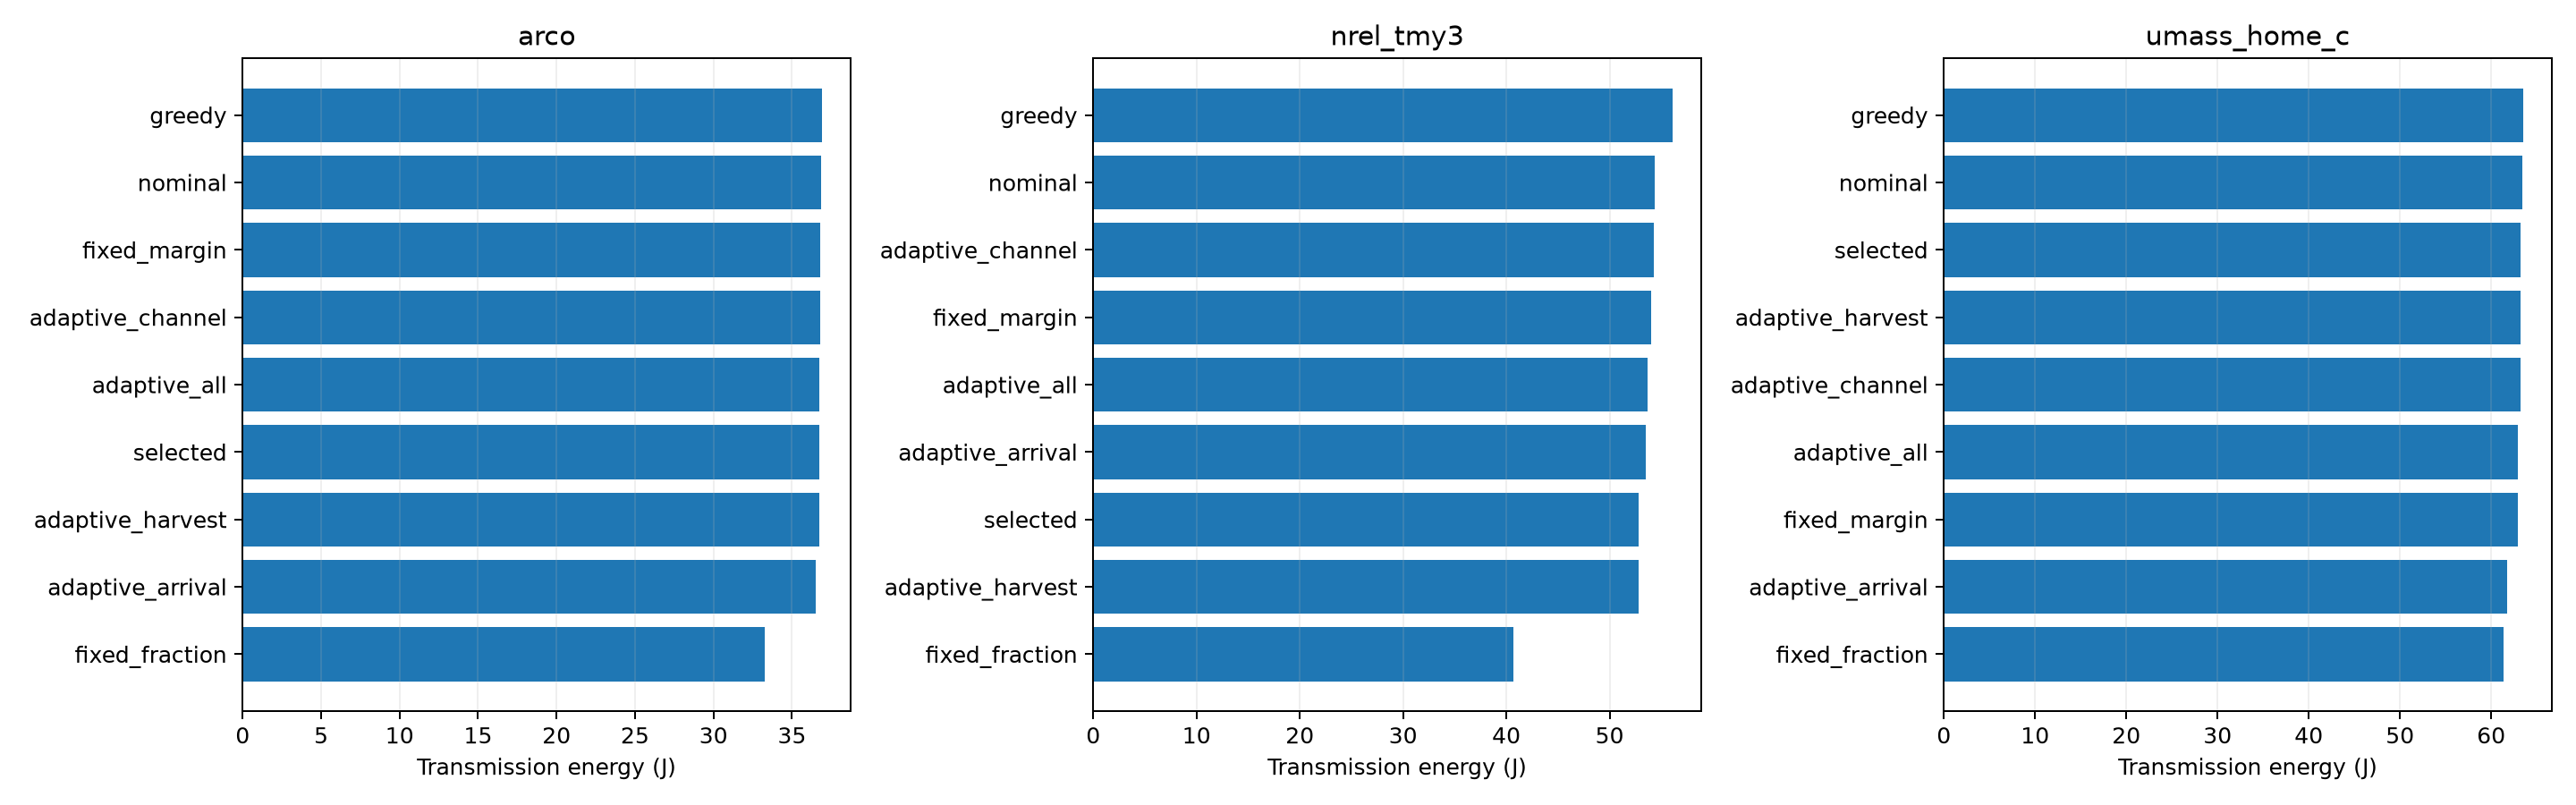 arco
greedy
nominal
fixed_margin
adaptive_channel
adaptive_all
selected
adaptive_harvest
adaptive_arrival
fixed_fraction
0 5 10 15 20 25 30 35
Transmission energy (J)
nrel_tmy3
greedy
nominal
adaptive_channel
fixed_margin
adaptive_all
adaptive_arrival
selected
adaptive_harvest
fixed_fraction
0 10 20 30 40 50
Transmission energy (J)
umass_home_c
greedy
nominal
selected
adaptive_harvest
adaptive_channel
adaptive_all
fixed_margin
adaptive_arrival
fixed_fraction
0 10 20 30 40 50 60
Transmission energy (J)